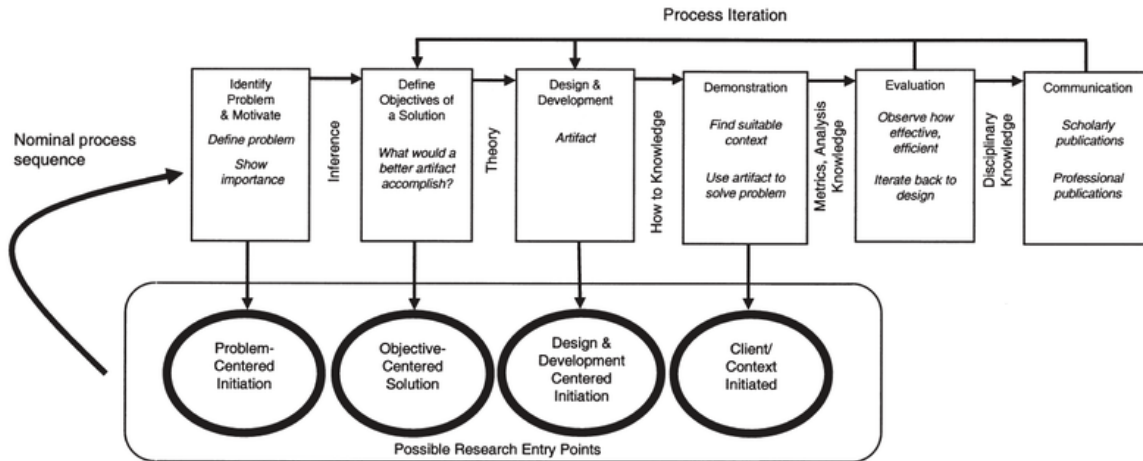 Process Iteration
Nominal process
sequence
Identify
Problem
& Motivate
Define problem
Show
importance
Inference
Define
Objectives of
a Solution
What would a
better artifact
accomplish?
Theory
Design &
Development
Artifact
How to Knowledge
Demonstration
Find suitable
context
Use artifact to
solve problem
Metrics, Analysis
Knowledge
Evaluation
Observe how
effective,
efficient
Iterate back to
design
Disciplinary
Knowledge
Communication
Scholarly
publications
Professional
publications
Problem-
Centered
Initiation
Objective-
Centered
Solution
Design &
Development
Centered
Initiation
Client/
Context
Initiated
Possible Research Entry Points